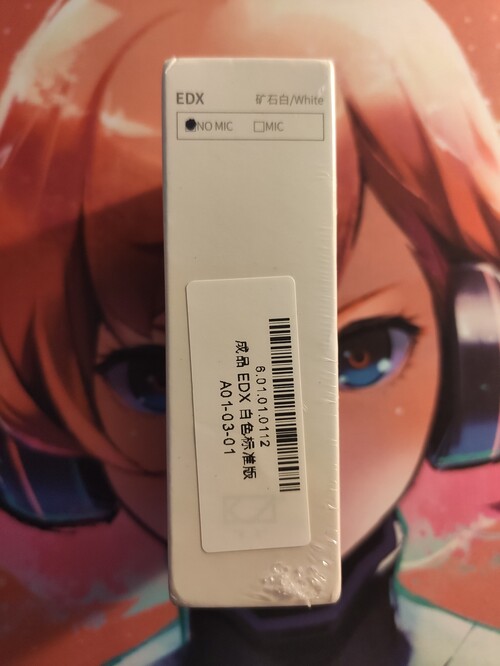 EDX 矿石白/White
NO MIC MIC
6.01.01.0112
成品 EDX 白色标准版
A01-03-01